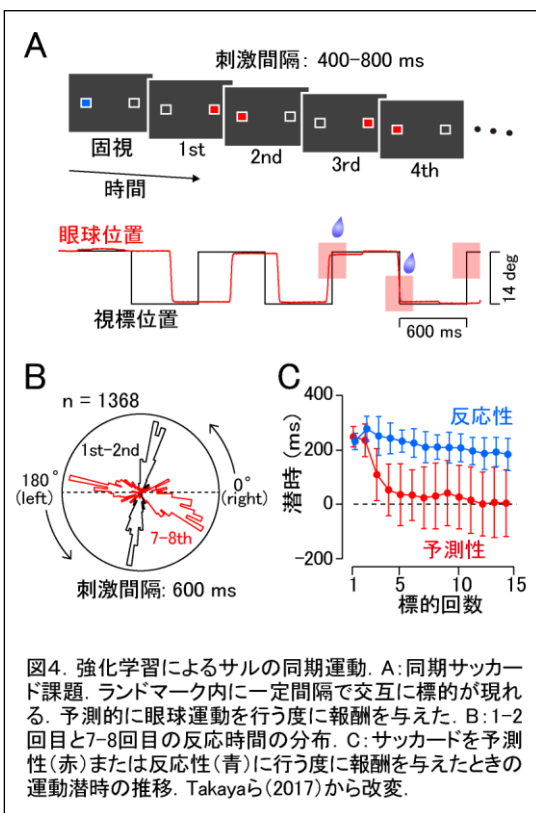 A
刺激間隔: 400-800 ms
固視
1st
2nd
3rd
4th
時間
眼球位置
視標位置
14 deg
600 ms
B
n = 1368
1st-2nd
180°
(left)
0°
(right)
7-8th
刺激間隔: 600 ms
C
400
200
0
-200
潜時 (ms)
反応性
予測性
1
5
10
15
標的回数
図4. 強化学習によるサルの同期運動. A:同期サッカー
ド課題. ランドマーク内に一定間隔で交互に標的が現れ
る. 予測的に眼球運動を行う度に報酬を与えた. B:1-2
回目と7-8回目の反応時間の分布. C:サッカードを予測
性(赤)または反応性(青)に行う度に報酬を与えたときの
運動潜時の推移. Takayaら(2017)から改変.